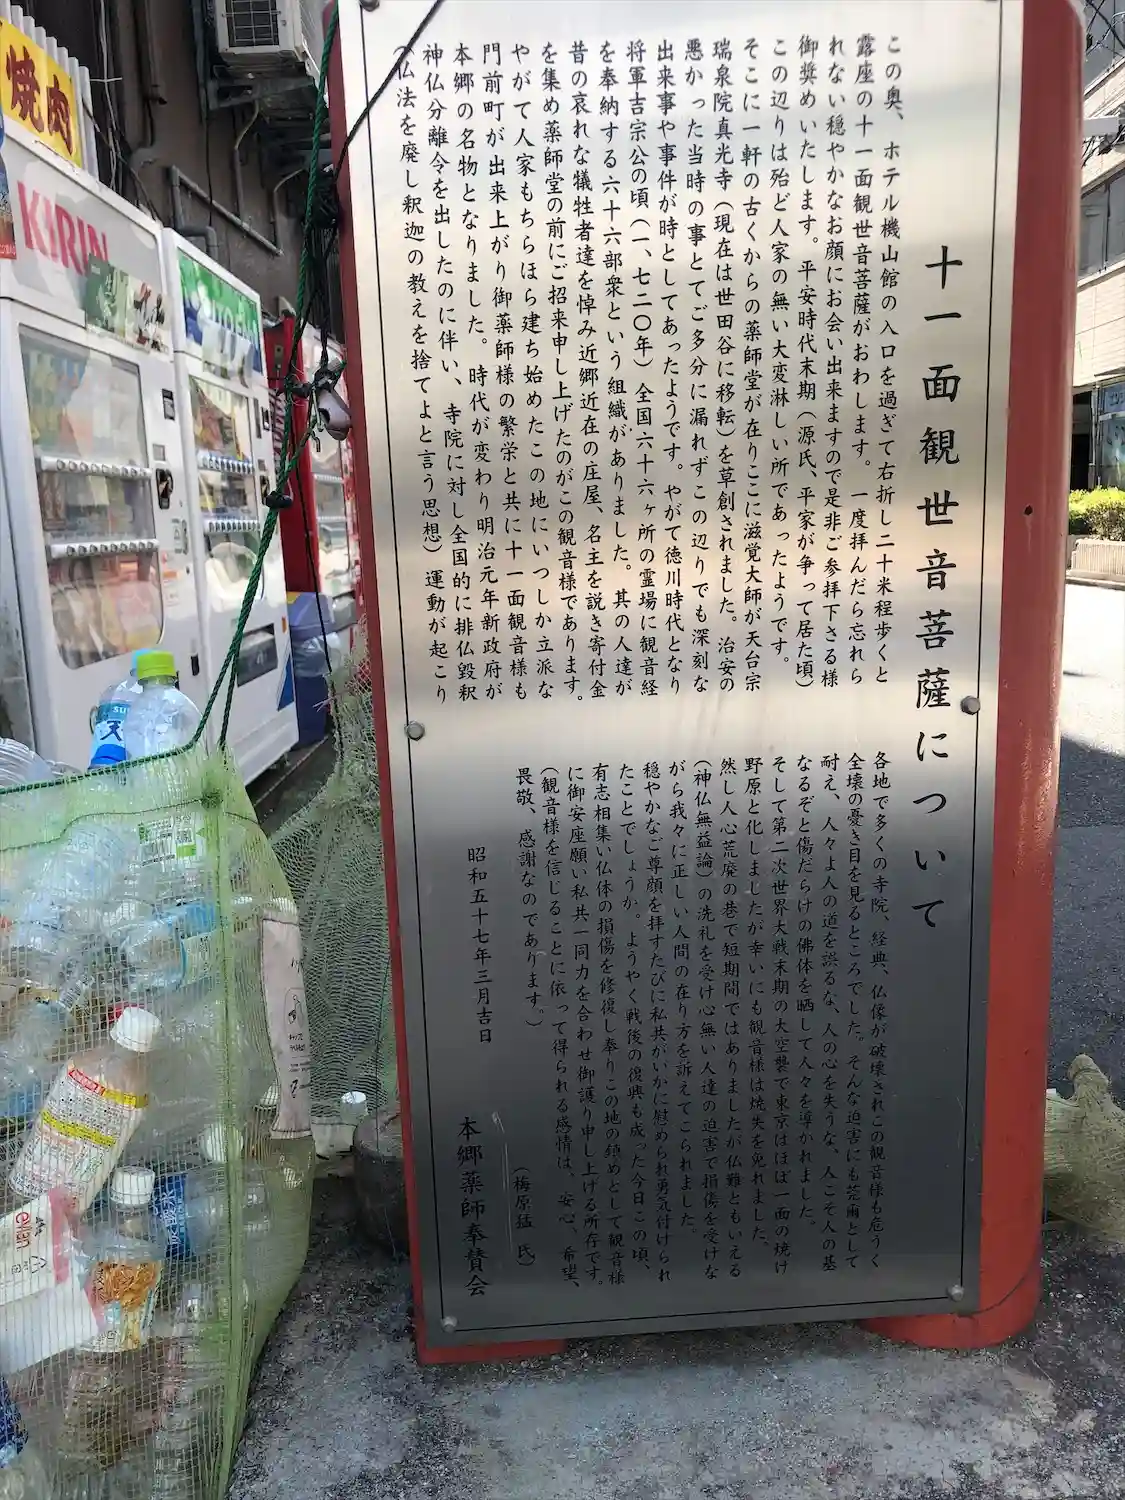 十一面観世音菩薩について
この奥、ホテル機山館の入口を過ぎて右折し二十米程歩くと
露座の十一面観世音菩薩がおわします。一度拝んだら忘れら
れない穏やかなお顔にお会い出来ますので是非ご参拝下さる様
御奨めいたします。平安時代末期（源氏、平家が争って居た頃）
この辺りは殆ど人家の無い大変淋しい所であったようです。
そこに一軒の古くからの薬師堂が在りここに滋覚大師が天台宗
瑞泉院真光寺（現在は世田谷に移転）を草創されました。治安の
悪かった当時の事とてご多分に漏れずこの辺りでも深刻な
出来事や事件が時としてあったようです。やがて徳川時代となり
将軍吉宗公の頃（一、七二〇年）全国六十六ヶ所の霊場に観音経
を奉納する六十六部衆という組織がありました。其の人達が
昔の哀れな犠牲者達を悼み近郷近在の庄屋、名主を説き寄付金
を集め薬師堂の前にご招来申し上げたのがこの観音様であります。
やがて人家もちらほら建ち始めたこの地にいつしか立派な
門前町が出来上がり御薬師様の繁栄と共に十一面観音様も
本郷の名物となりました。時代が変わり明治元年新政府が
神仏分離令を出したのに伴い、寺院に対し全国的に排仏毀釈
（仏法を廃し釈迦の教えを捨てよと言う思想）運動が起こり
各地で多くの寺院、経典、仏像が破壊されこの観音様も危うく
全壊の憂き目を見るところでした。そんな迫害にも荒雨として
耐え、人々よ人の道を誤るな、人の心を失うな、人こそ人の基
なるぞと傷だらけの佛体を晒して人々を導かれました。
そして第二次世界大戦末期の大空襲で東京はほぼ一面の焼け
野原と化しましたが幸いにも観音様は焼失を免れました。
然し人心荒廃の巷で短期間ではありましたが仏難ともいえる
（神仏無益論）の洗礼を受け心無い人達の迫害で損傷を受けな
がら我々に正しい人間の在り方を訴えてこられました。
穏やかなご尊顔を拝すたびに私共がいかに慰められ勇気付けられ
たことでしょうか。ようやく戦後の復興も成った今日この頃、
有志相集い仏体の損傷を修復し奉りこの地の鎮めとして観音様
に御安座願い私共一同力を合わせ御護り申し上げる所存です。
（観音様を信じることに依って得られる感情は、安心、希望、
畏敬、感謝なのであります。）
（梅原猛 氏）
昭和五十七年三月吉日
本郷薬師奉賛会
焼肉
KIRIN
天